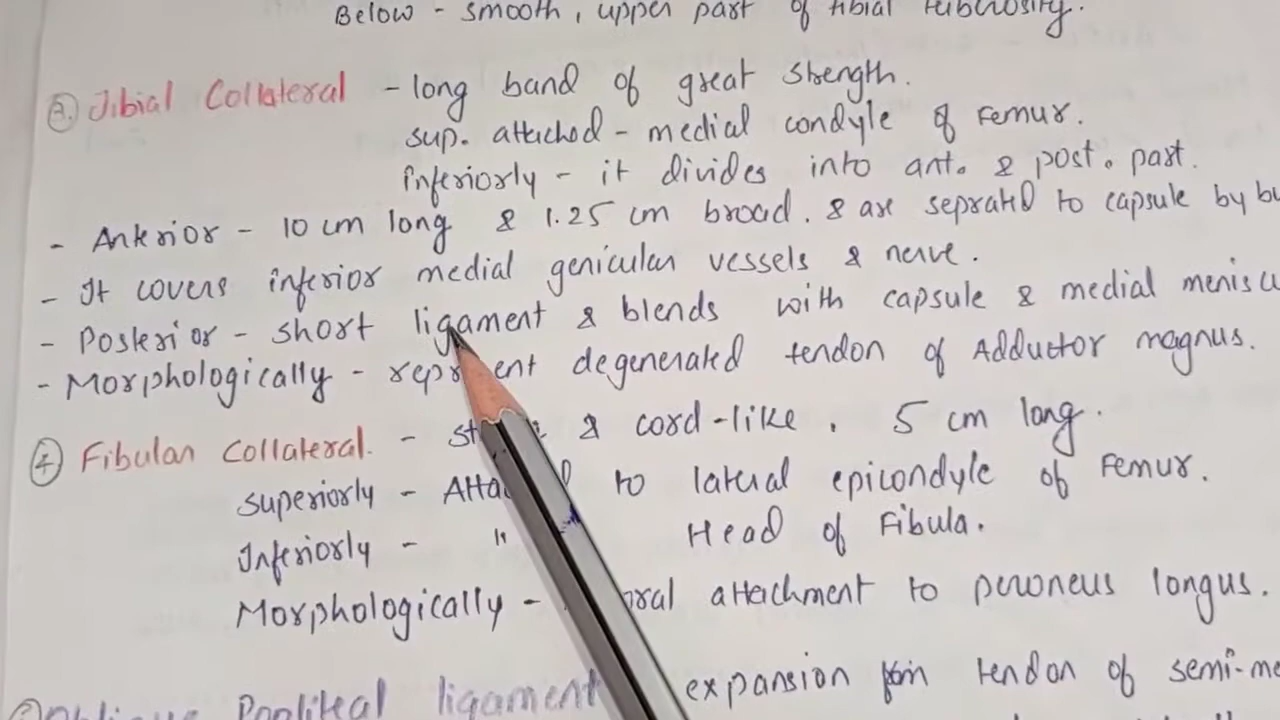 Below - smooth, upper part of tibial tuberosity.
3. Tibial Collateral - long band of great strength.
sup. attached - medial condyle of Femur.
inferiorly - it divides into ant. & post. part.
- Anterior - 10 cm long & 1.25 cm broad. & are seprated to capsule by bu
- It covers inferior medial genicular vessels & nerve.
- Posterior - short ligament & blends with capsule & medial meniscu
- Morphologically - degenerated tendon of Adductor magnus.
4 Fibular Collateral. - & cord-like. 5 cm long.
Superiorly - to lateral epicondyle of Femur.
Inferiorly - " Head of Fibula.
Morphologically - attachment to peroneus longus.
Oblique Popliteal ligament expansion from tendon of semi-me